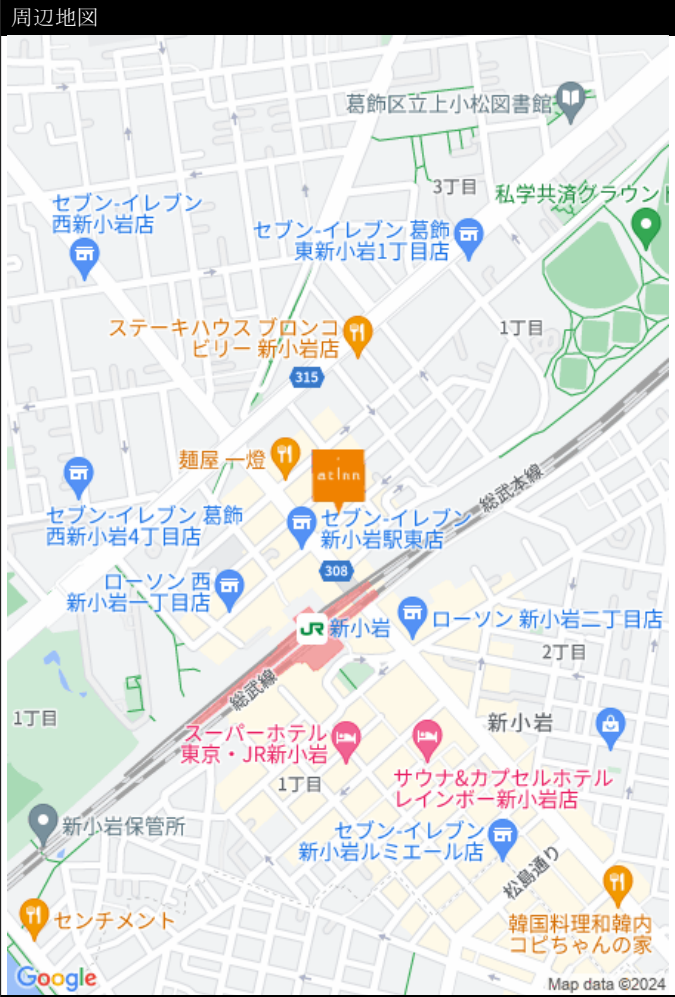 周辺地図
葛飾区立上小松図書館
3丁目
私学共済グラウンド
セブン-イレブン
西新小岩店
セブン-イレブン 葛飾
東新小岩1丁目店
ステーキハウス ブロンコ
ビリー 新小岩店
1丁目
315
麺屋 一燈
at inn
総武本線
セブン-イレブン 葛飾
西新小岩4丁目店
セブン-イレブン
新小岩駅東店
308
ローソン 西
新小岩一丁目店
JR 新小岩
ローソン 新小岩二丁目店
2丁目
総武線
1丁目
新小岩
スーパーホテル
東京・JR新小岩
サウナ&カプセルホテル
レインボー新小岩店
1丁目
新小岩保管所
セブン-イレブン
新小岩ルミエール店
松島通り
センチメント
韓国料理和韓内
コピちゃんの家
Google
Map data ©2024